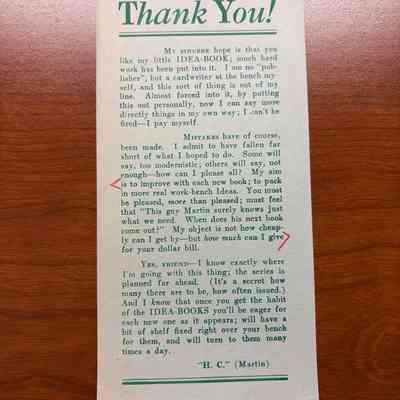 Thank You!
My sincere hope is that you
like my little IDEA-BOOK; much hard
work has been put into it. I am no "pub-
lisher", but a cardwriter at the bench my-
self, and this sort of thing is out of my
line. Almost forced into it, by putting
this out personally, now I can say more
directly things in my own way; I can't be
fired—I pay myself.
Mistakes have of course,
been made. I admit to have fallen far
short of what I hoped to do. Some will
say, too modernistic; others will say, not
enough—how can I please all? My aim
is to improve with each new book; to pack
in more real work-bench Ideas. You must
be pleased, more than pleased; must feel
that "This guy Martin surely knows just
what we need. When does his next book
come out?" My object is not how cheap-
ly can I get by—but how much can I give
for your dollar bill.
Yes, friend—I know exactly where
I'm going with this thing; the series is
planned far ahead. (It's a secret how
many there are to be, how often issued.)
And I know that once you get the habit
of the IDEA-BOOKS you'll be eager for
each new one as it appears; will have a
bit of shelf fixed right over your bench
for them, and will turn to them many
times a day.
"H. C." (Martin)